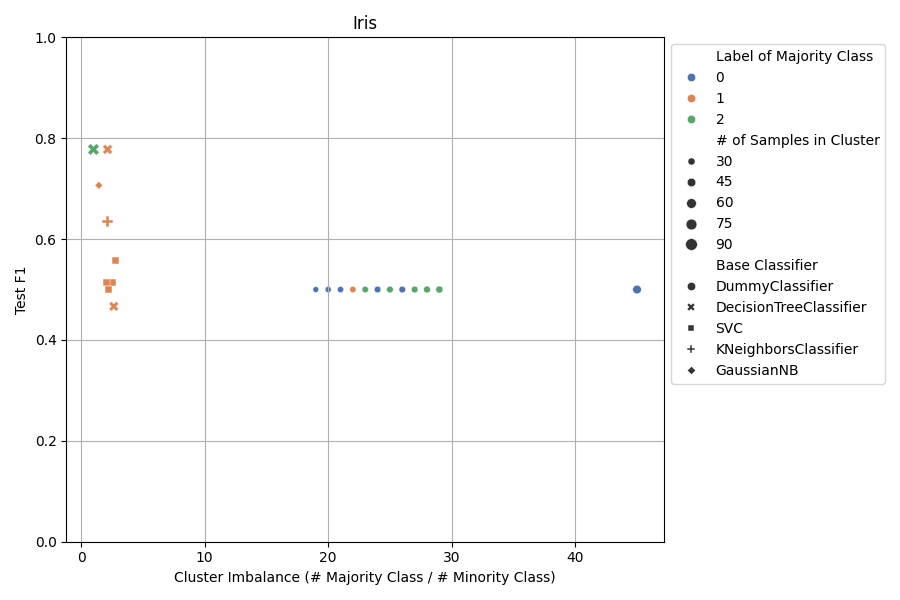 Iris
1.0
0.8
0.6
0.4
0.2
0.0
Test F1
0
10
20
30
40
Cluster Imbalance (# Majority Class / # Minority Class)
Label of Majority Class
0
1
2
# of Samples in Cluster
30
45
60
75
90
Base Classifier
DummyClassifier
DecisionTreeClassifier
SVC
KNeighborsClassifier
GaussianNB